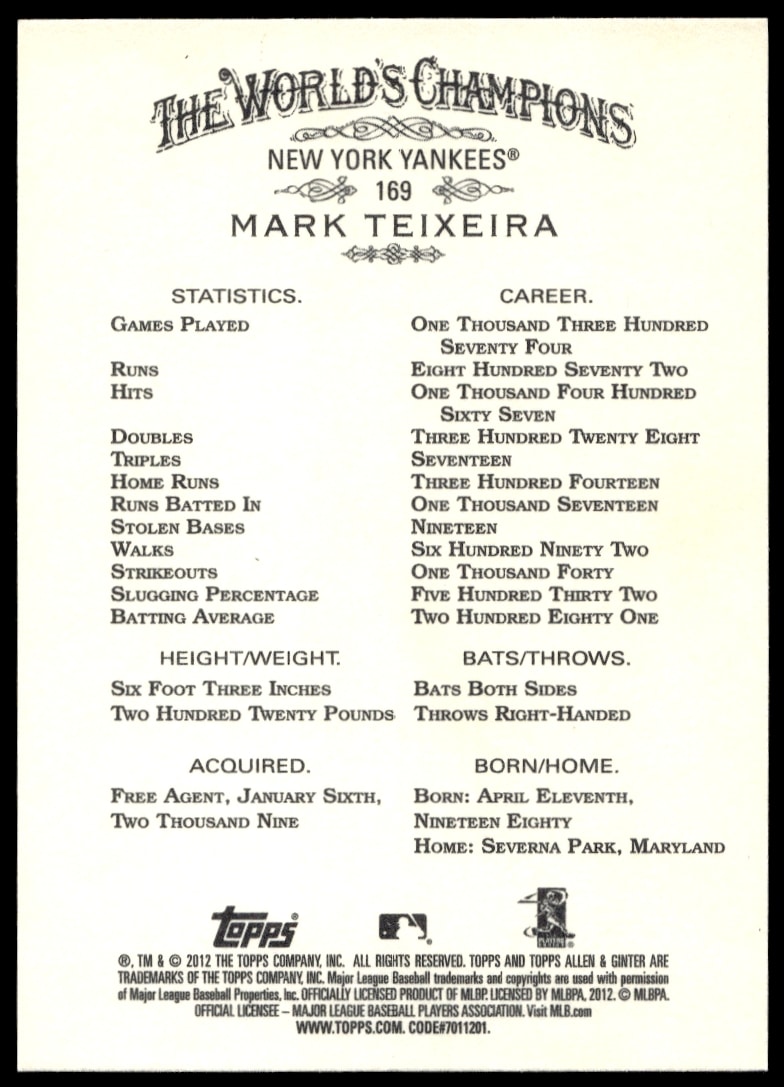 THE WORLD'S CHAMPIONS
NEW YORK YANKEES®
169
MARK TEIXEIRA
STATISTICS. CAREER.
GAMES PLAYED ONE THOUSAND THREE HUNDRED
SEVENTY FOUR
RUNS EIGHT HUNDRED SEVENTY TWO
HITS ONE THOUSAND FOUR HUNDRED
SIXTY SEVEN
DOUBLES THREE HUNDRED TWENTY EIGHT
TRIPLES SEVENTEEN
HOME RUNS THREE HUNDRED FOURTEEN
RUNS BATTED IN ONE THOUSAND SEVENTEEN
STOLEN BASES NINETEEN
WALKS SIX HUNDRED NINETY TWO
STRIKEOUTS ONE THOUSAND FORTY
SLUGGING PERCENTAGE FIVE HUNDRED THIRTY TWO
BATTING AVERAGE TWO HUNDRED EIGHTY ONE
HEIGHT/WEIGHT. BATS/THROWS.
SIX FOOT THREE INCHES BATS BOTH SIDES
TWO HUNDRED TWENTY POUNDS THROWS RIGHT-HANDED
ACQUIRED. BORN/HOME.
FREE AGENT, JANUARY SIXTH, BORN: APRIL ELEVENTH,
TWO THOUSAND NINE NINETEEN EIGHTY
HOME: SEVERNA PARK, MARYLAND
topps®
®, TM & © 2012 THE TOPPS COMPANY, INC. ALL RIGHTS RESERVED. TOPPS AND TOPPS ALLEN & GINTER ARE
TRADEMARKS OF THE TOPPS COMPANY, INC. Major League Baseball trademarks and copyrights are used with permission
of Major League Baseball Properties, Inc. OFFICIALLY LICENSED PRODUCT OF MLBP. LICENSED BY MLBPA, 2012. © MLBPA.
OFFICIAL LICENSEE – MAJOR LEAGUE BASEBALL PLAYERS ASSOCIATION. Visit MLB.com
WWW.TOPPS.COM. CODE#7011201.